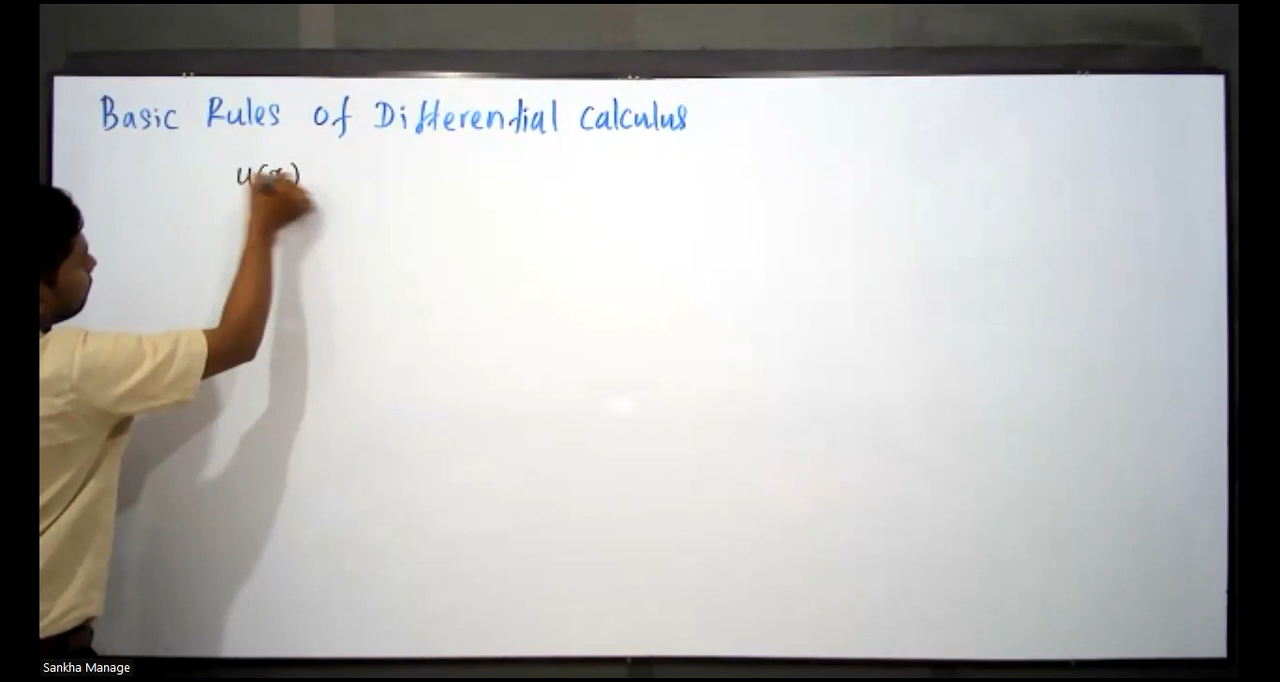 Basic Rules of Differential Calculus
u(x)
Sankha Manage